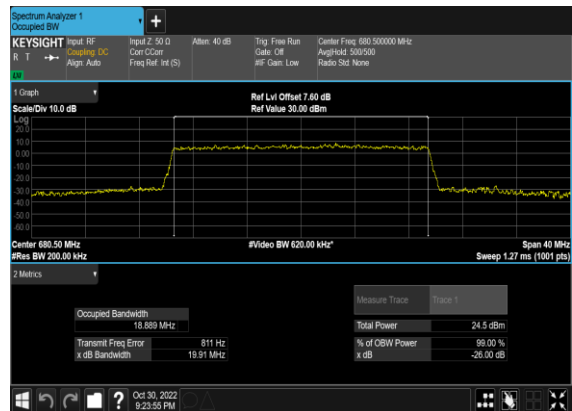 Spectrum Analyzer 1
Occupied BW
+
KEYSIGHT Input: RF Input Z: 50 Ω Atten: 40 dB Trig: Free Run Center Freq: 680.500000 MHz
R T Coupling: DC Corr CCorr Gate: Off Avg|Hold: 500/500
Align: Auto Freq Ref: Int (S) #IF Gain: Low Radio Std: None
LW
1 Graph
Ref Lvl Offset 7.60 dB
Scale/Div 10.0 dB Ref Value 30.00 dBm
Log
20.0
10.0
0.00
-10.0
-20.0
-30.0
-40.0
-50.0
-60.0
Center 680.50 MHz #Video BW 620.00 kHz* Span 40 MHz
#Res BW 200.00 kHz Sweep 1.27 ms (1001 pts)
2 Metrics
Measure Trace Trace 1
Occupied Bandwidth
18.889 MHz Total Power 24.5 dBm
Transmit Freq Error 811 Hz % of OBW Power 99.00 %
x dB Bandwidth 19.91 MHz x dB -26.00 dB
? Oct 30, 2022
9:23:55 PM